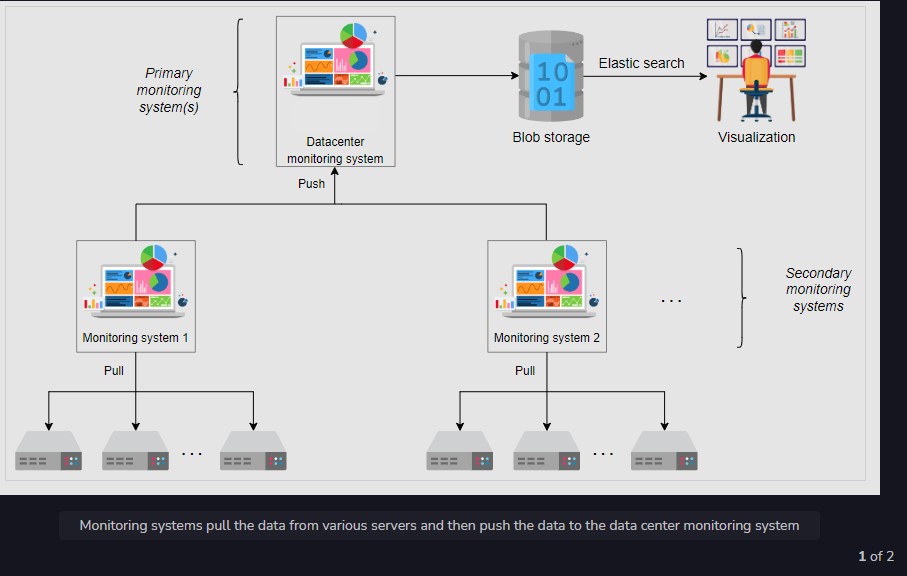 Primary
monitoring
system(s)
Datacenter
monitoring system
10
01
Blob storage
Elastic search
Visualization
Push
Monitoring system 1
Monitoring system 2
...
Secondary
monitoring
systems
Pull
Pull
...
...
Monitoring systems pull the data from various servers and then push the data to the data center monitoring system
1 of 2